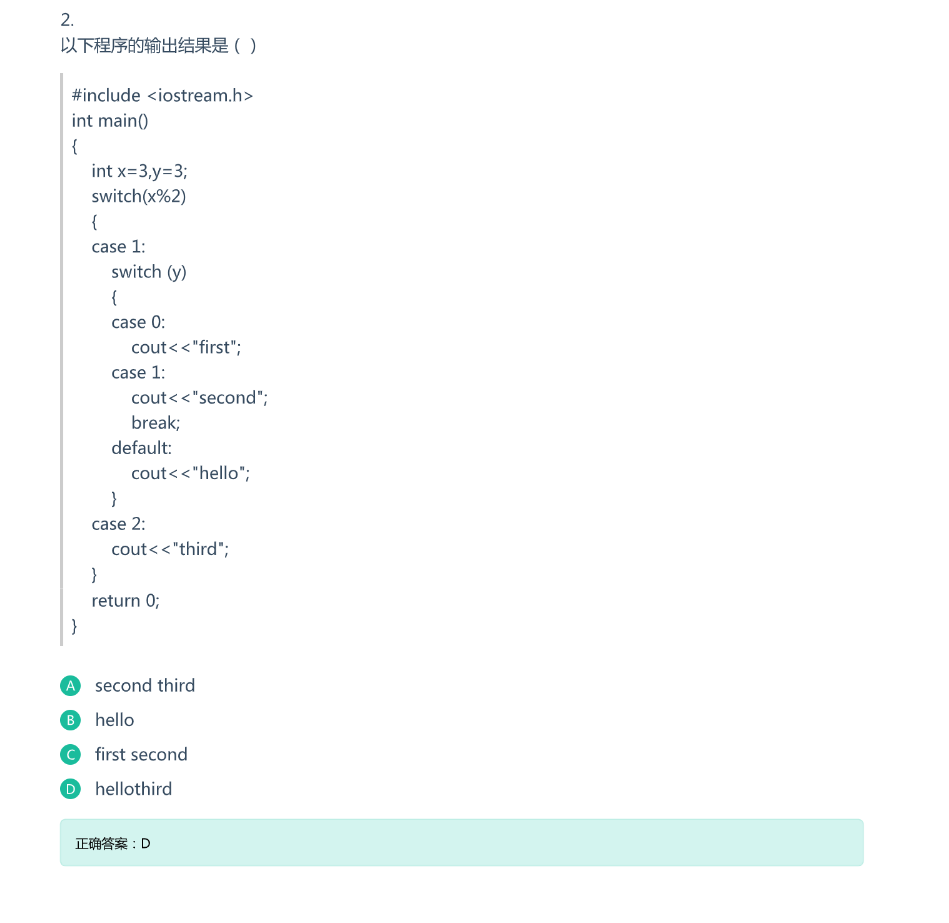 2.
以下程序的输出结果是 (  )
#include <iostream.h>
int main()
{
int x=3,y=3;
switch(x%2)
{
case 1:
switch (y)
{
case 0:
cout<<"first";
case 1:
cout<<"second";
break;
default:
cout<<"hello";
}
case 2:
cout<<"third";
}
return 0;
}
A second third
B hello
C first second
D hellothird
正确答案：D